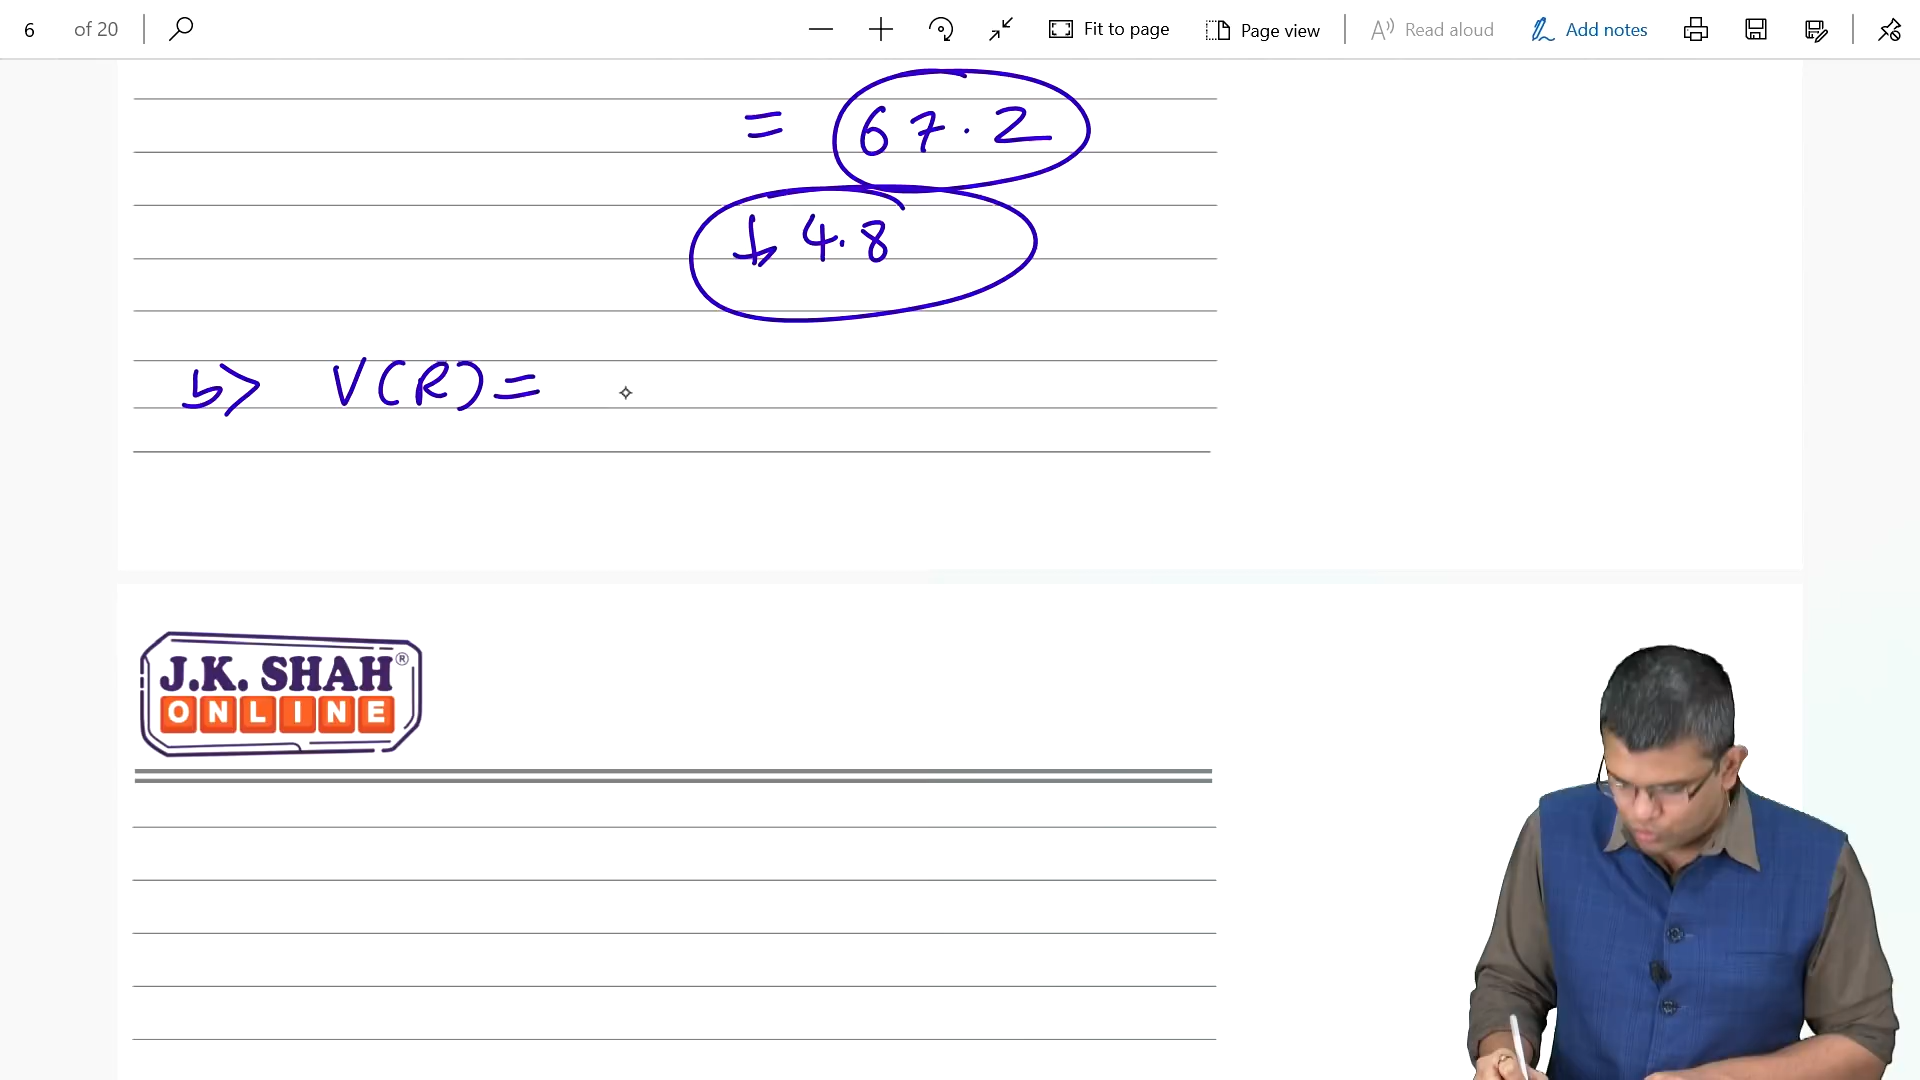 6 of 20 Fit to page Page view Read aloud Add notes
= 67.2
↓ 4.8
b> V(R)=
J.K. SHAH®
ONLINE